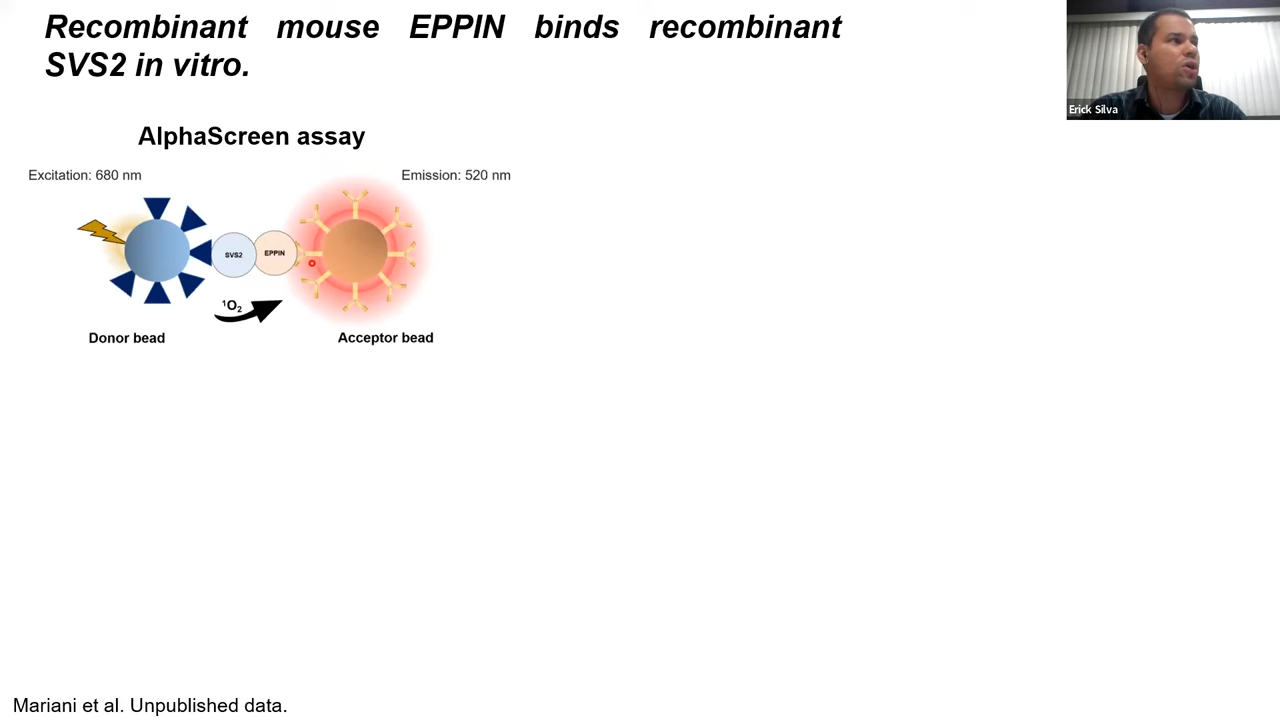 Recombinant mouse EPPIN binds recombinant
SVS2 in vitro.
Erick Silva
AlphaScreen assay
Excitation: 680 nm
Emission: 520 nm
SVS2
EPPIN
¹O₂
Donor bead
Acceptor bead
Mariani et al. Unpublished data.